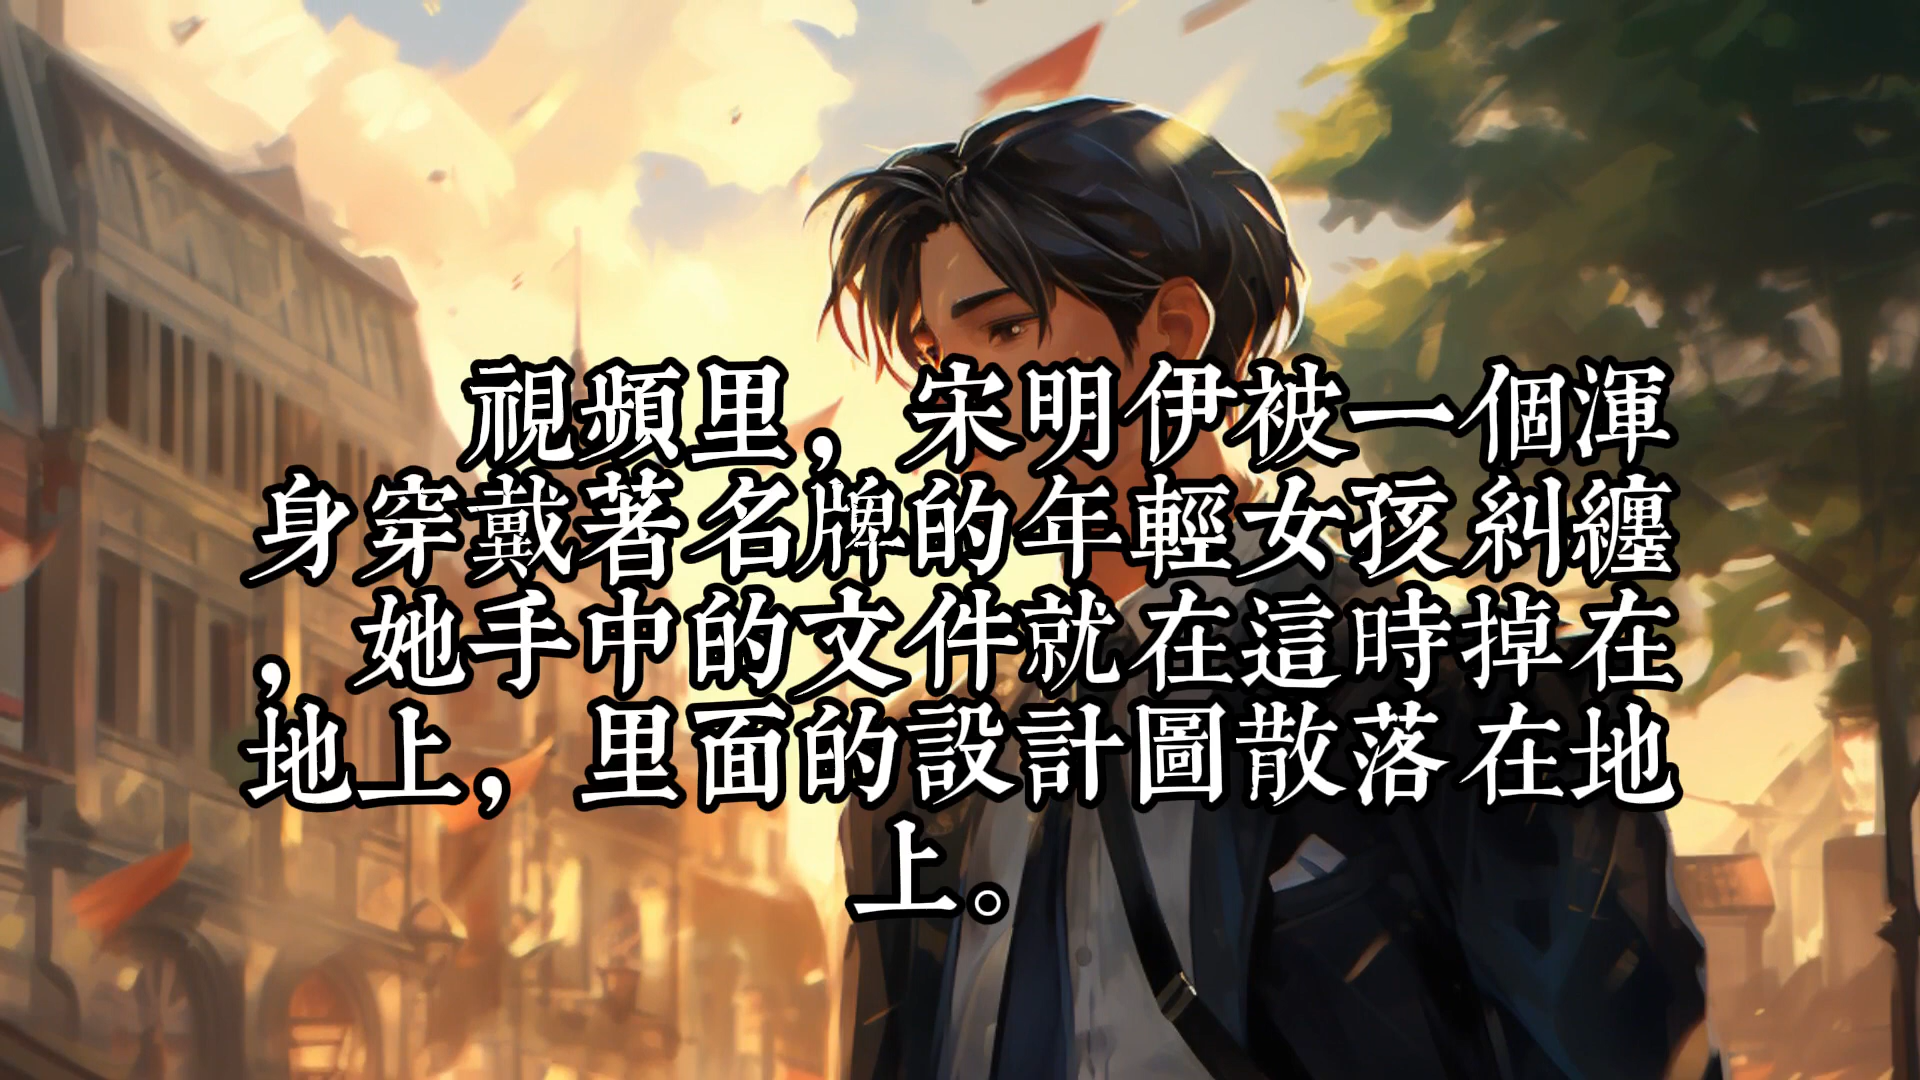 視頻里，宋明伊被一個渾
身穿戴著名牌的年輕女孩糾纏
，她手中的文件就在這時掉在
地上，里面的設計圖散落在地
上。